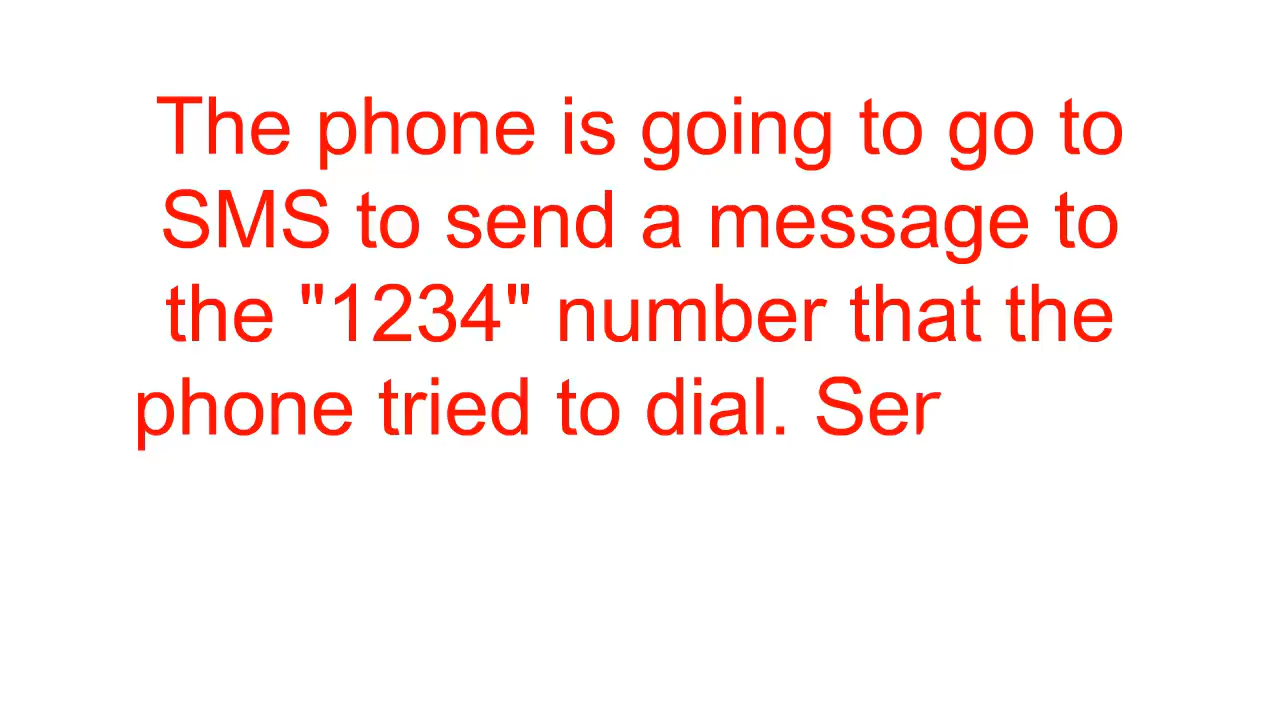 The phone is going to go to
SMS to send a message to
the "1234" number that the
phone tried to dial.